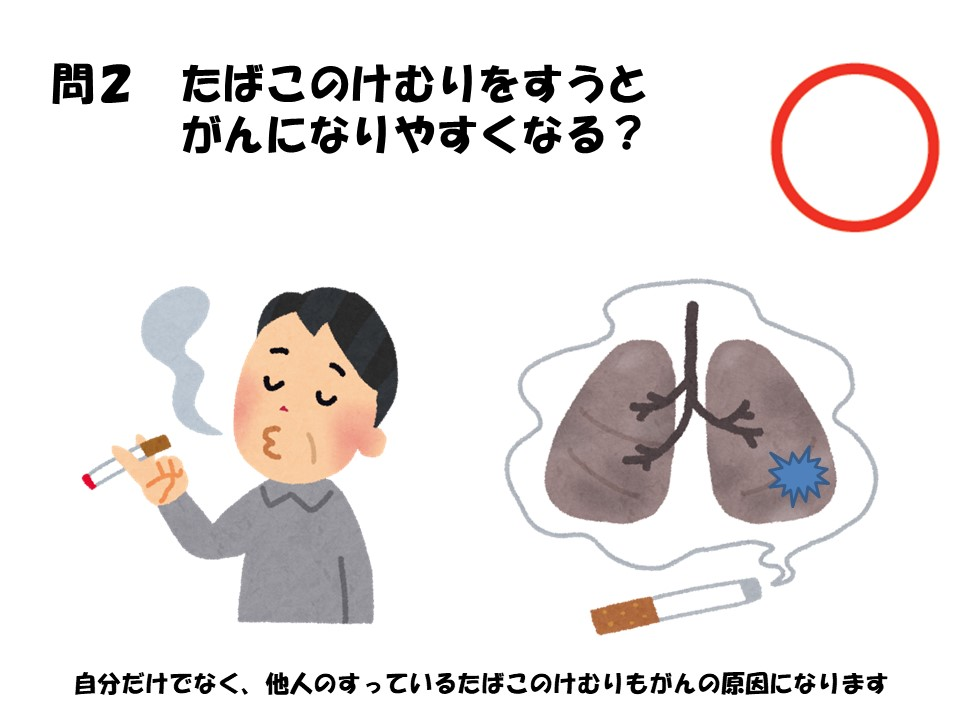 問2　たばこのけむりをすうと
がんになりやすくなる？
自分だけでなく、他人のすっているたばこのけむりもがんの原因になります